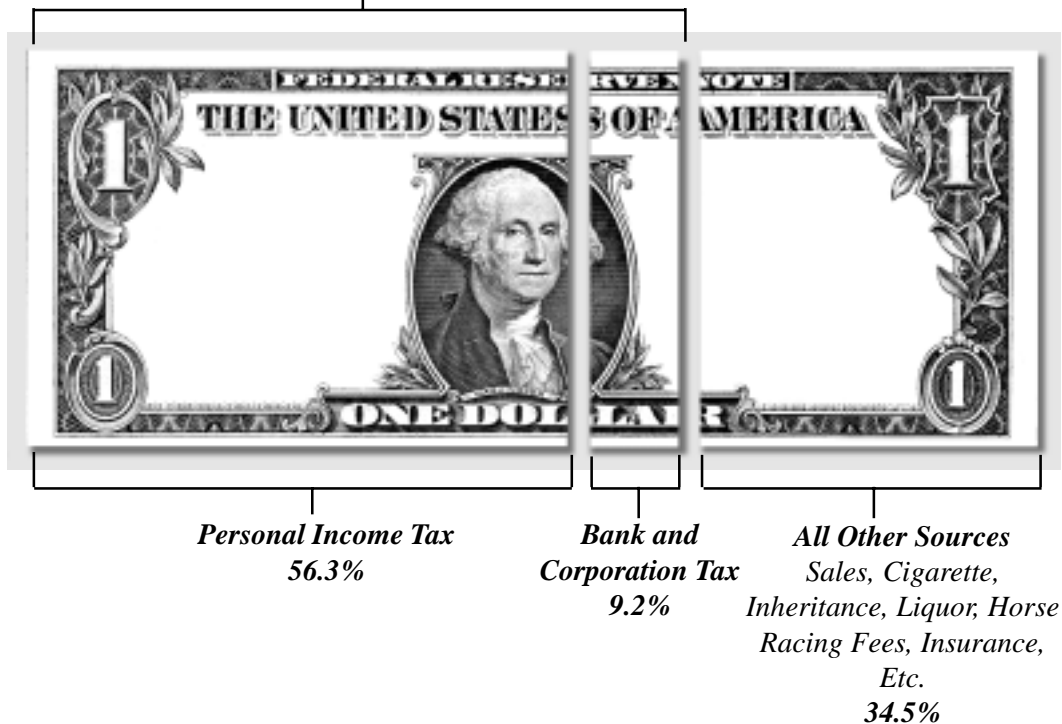 FEDERAL RESERVE NOTE
THE UNITED STATES OF AMERICA
1
1
1
1
ONE DOLLAR
Personal Income Tax
56.3%
Bank and
Corporation Tax
9.2%
All Other Sources
Sales, Cigarette,
Inheritance, Liquor, Horse
Racing Fees, Insurance,
Etc.
34.5%